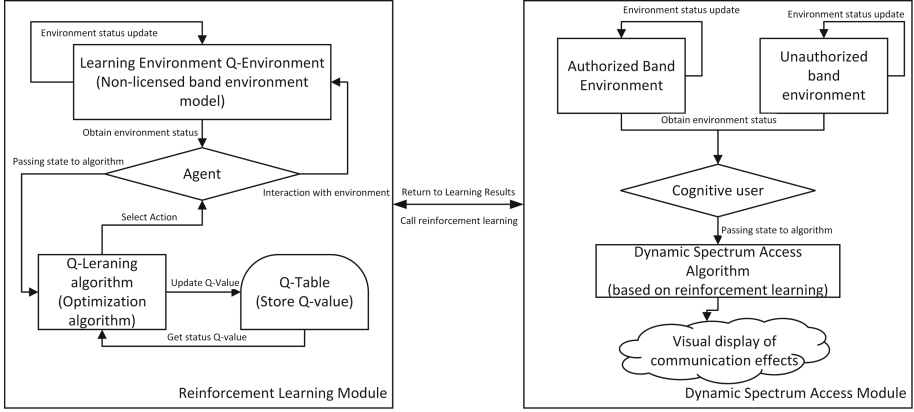 Environment status update
Learning Environment Q-Environment
(Non-licensed band environment
model)
Obtain environment status
Passing state to algorithm
Agent
Interaction with environment
Select Action
Q-Leraning
algorithm
(Optimization
algorithm)
Update Q-Value
Q-Table
(Store Q-value)
Get status Q-value
Reinforcement Learning Module
Return to Learning Results
Call reinforcement learning
Environment status update
Environment status update
Authorized Band
Environment
Unauthorized
band
environment
Obtain environment status
Cognitive user
Passing state to algorithm
Dynamic Spectrum Access
Algorithm
(based on reinforcement learning)
Visual display of
communication effects
Dynamic Spectrum Access Module